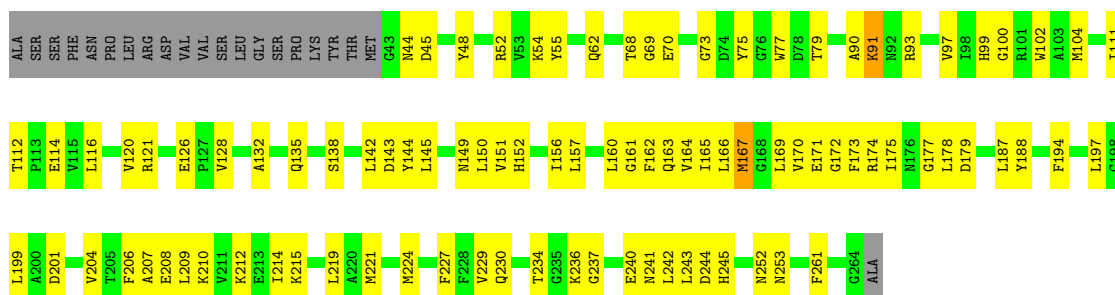 ALA SER SER PHE ASN PRO LEU ARG ASP VAL VAL SER LEU GLY SER PRO LYS TYR THR MET G43 N44 D45 Y48 R52 V53 K54 Y55 Q62 T68 G69 E70 G73 D74 Y75 G76 W77 D78 T79 A90 K91 N92 R93 V97 I98 H99 G100 R101 W102 A103 M104
T112 P113 E114 V115 L116 V120 R121 E126 P127 V128 A132 Q135 S138 L142 D143 Y144 L145 N149 L150 V151 H152 I156 L157 L160 G161 F162 Q163 V164 I165 L166 M167 G168 L169 V170 E171 G172 F173 R174 I175 N176 G177 L178 D179 L187 Y188 F194 L197
L199 A200 D201 V204 T205 F206 A207 E208 L209 K210 V211 K212 E213 I214 K215 L219 A220 M221 M224 F227 F228 V229 Q230 T234 G235 K236 G237 E240 N241 L242 L243 D244 H245 N252 N253 F261 G264 ALA